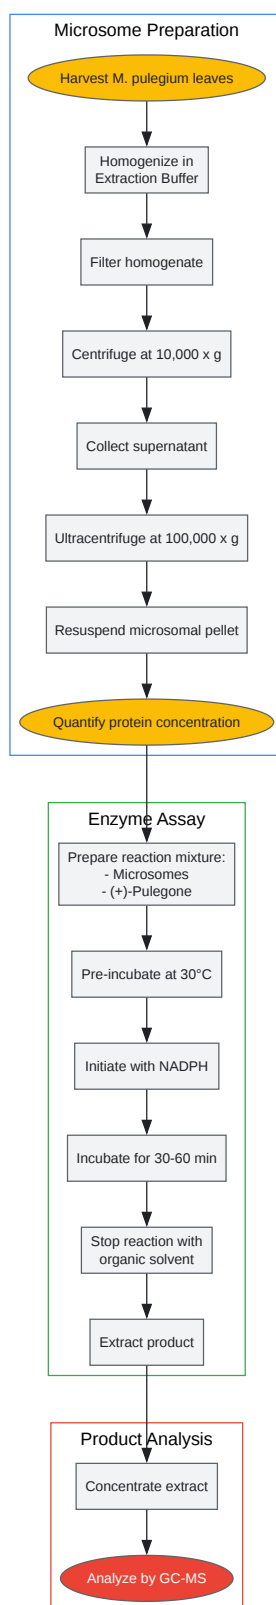 Microsome Preparation
Harvest M. pulegium leaves
Homogenize in
Extraction Buffer
Filter homogenate
Centrifuge at 10,000 x g
Collect supernatant
Ultracentrifuge at 100,000 x g
Resuspend microsomal pellet
Quantify protein concentration
Enzyme Assay
Prepare reaction mixture:
- Microsomes
- (+)-Pulegone
Pre-incubate at 30°C
Initiate with NADPH
Incubate for 30-60 min
Stop reaction with
organic solvent
Extract product
Product Analysis
Concentrate extract
Analyze by GC-MS